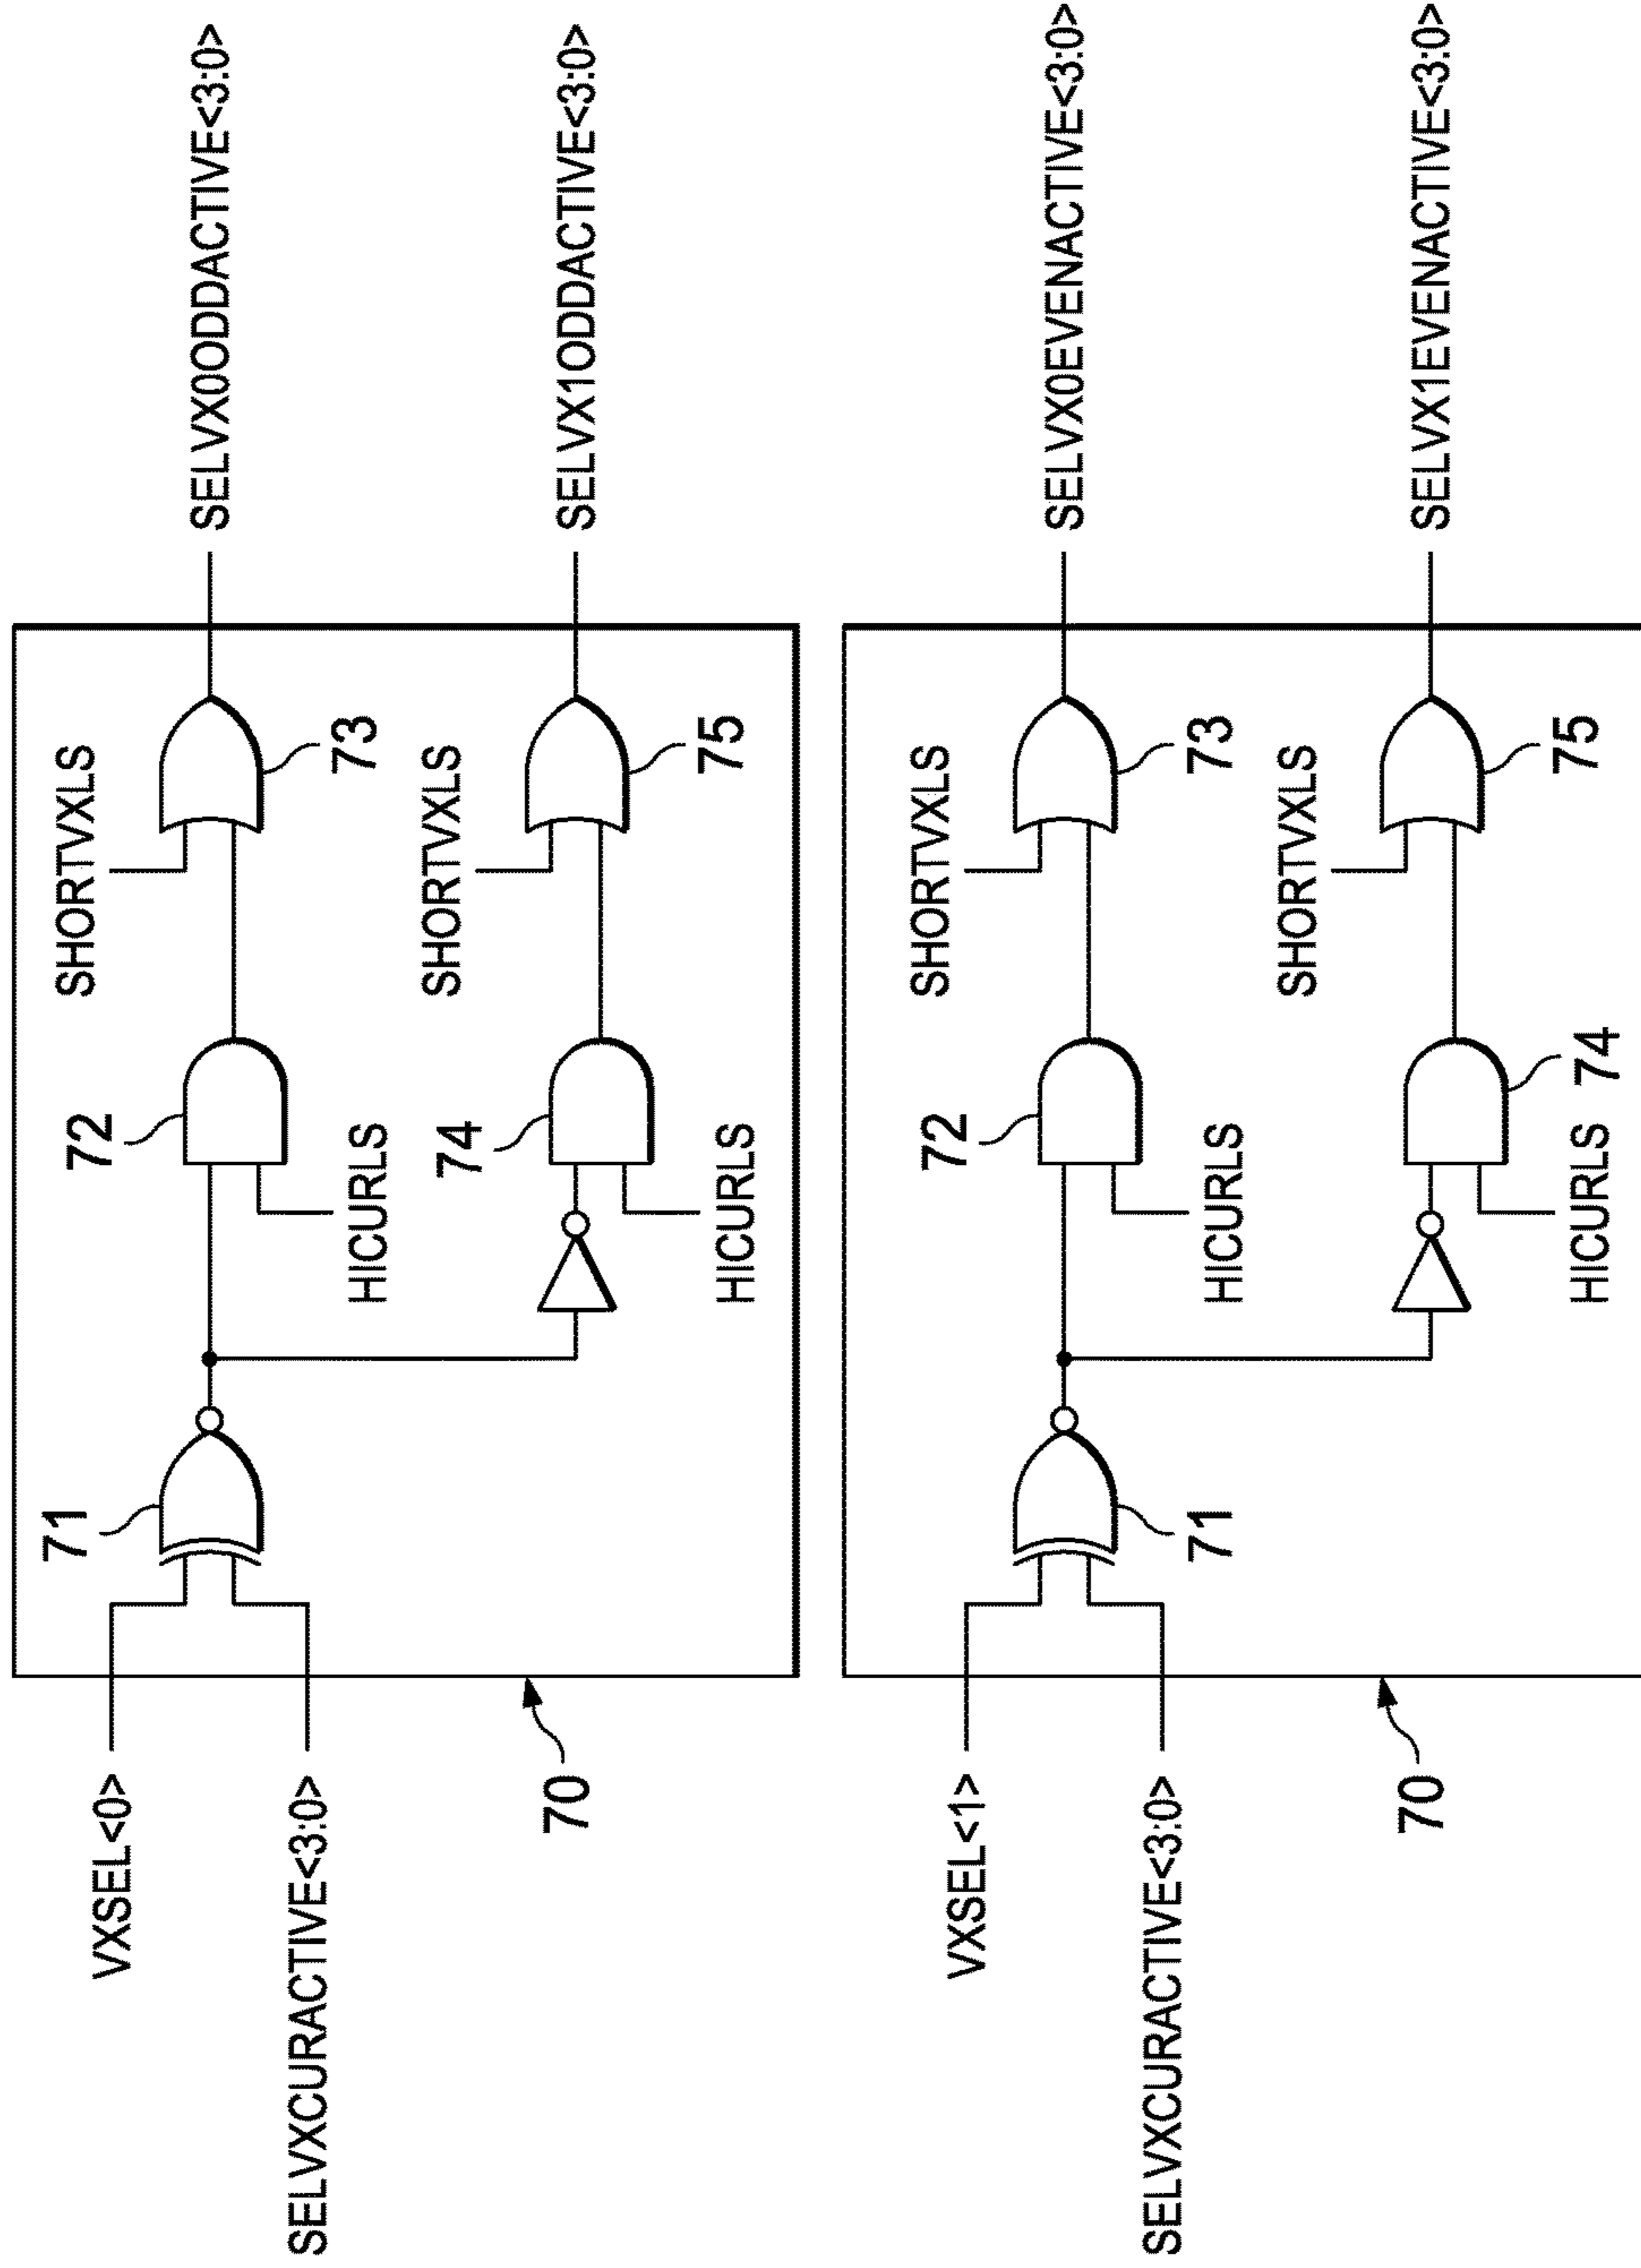 VXSEL<0>
SELVXCURACTIVE<3:0>
70
71
72
HICURLS
74
HICURLS
SHORTVXLS
73
SHORTVXLS
75
SELVX0ODDACTIVE<3:0>
SELVX1ODDACTIVE<3:0>
VXSEL<1>
SELVXCURACTIVE<3:0>
70
71
72
HICURLS
74
HICURLS
SHORTVXLS
73
SHORTVXLS
75
SELVX0EVENACTIVE<3:0>
SELVX1EVENACTIVE<3:0>